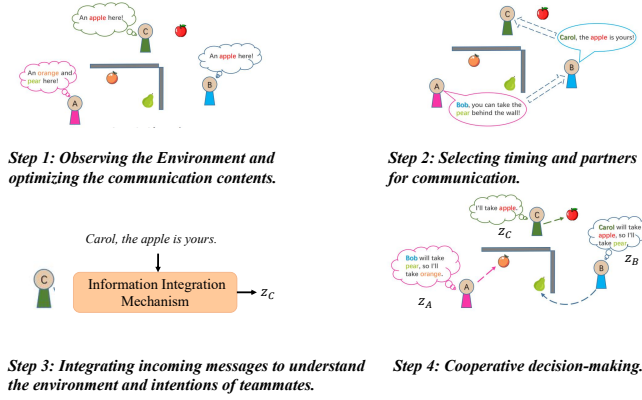 An apple here!
C
An apple here!
B
An orange and
pear here!
A
Step 1: Observing the Environment and
optimizing the communication contents.
C
Carol, the apple is yours!
B
A
Bob, you can take the
pear behind the wall!
Step 2: Selecting timing and partners
for communication.
Carol, the apple is yours.
C
Information Integration
Mechanism
z_C
Step 3: Integrating incoming messages to understand
the environment and intentions of teammates.
I'll take apple.
C
z_C
Carol will take
apple, so I'll
take pear.
z_B
B
Bob will take
pear, so I'll
take orange.
z_A
A
Step 4: Cooperative decision-making.